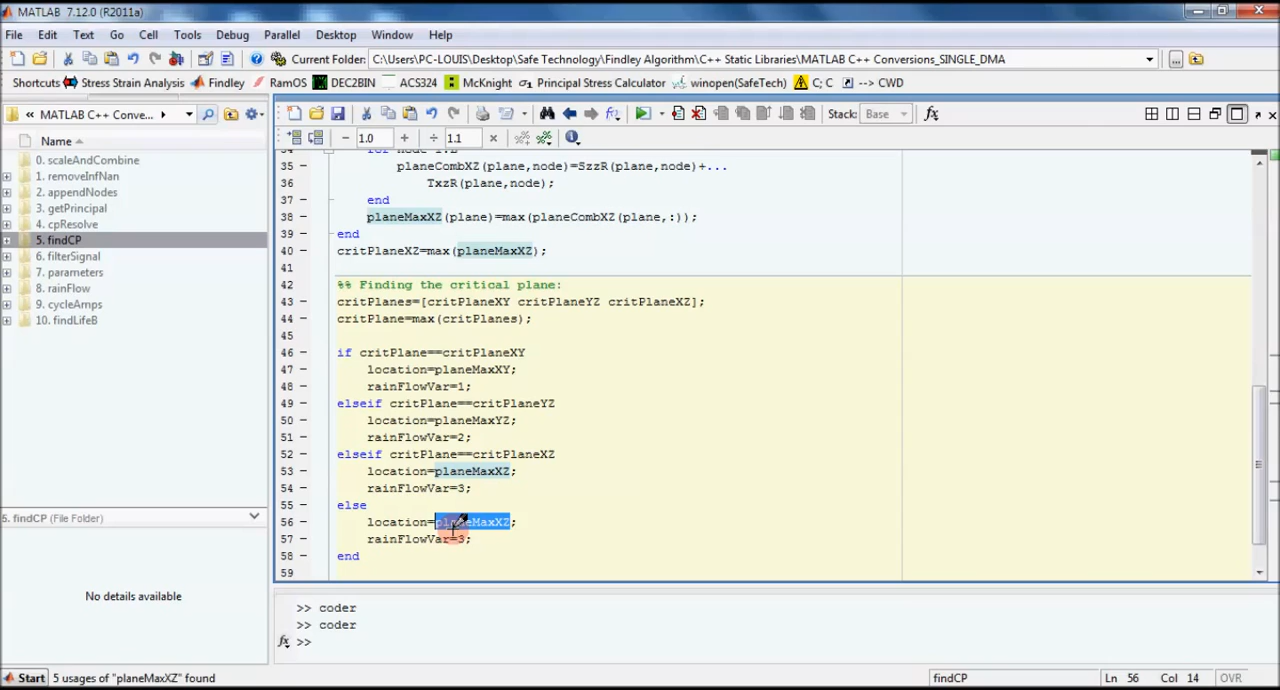 MATLAB 7.12.0 (R2011a)
File Edit Text Go Cell Tools Debug Parallel Desktop Window Help
Current Folder: C:\Users\PC-LOUIS\Desktop\Safe Technology\Findley Algorithm\C++ Static Libraries\MATLAB C++ Conversions_SINGLE_DMA
Shortcuts Stress Strain Analysis Findley RamOS DEC2BIN ACS324 McKnight σ1 Principal Stress Calculator winopen(SafeTech) C; C --> CWD
« MATLAB C++ Conve... ▸
Stack: Base fx
Name
− 1.0 + ÷ 1.1 ×
0. scaleAndCombine
1. removeInfNan
2. appendNodes
3. getPrincipal
4. cpResolve
5. findCP
6. filterSignal
7. parameters
8. rainFlow
9. cycleAmps
10. findLifeB
35 − planeCombXZ(plane,node)=SzzR(plane,node)+...
36 TxzR(plane,node);
37 − end
38 − planeMaxXZ(plane)=max(planeCombXZ(plane,:));
39 − end
40 − critPlaneXZ=max(planeMaxXZ);
41
42 %% Finding the critical plane:
43 − critPlanes=[critPlaneXY critPlaneYZ critPlaneXZ];
44 − critPlane=max(critPlanes);
45
46 − if critPlane==critPlaneXY
47 − location=planeMaxXY;
48 − rainFlowVar=1;
49 − elseif critPlane==critPlaneYZ
50 − location=planeMaxYZ;
51 − rainFlowVar=2;
52 − elseif critPlane==critPlaneXZ
53 − location=planeMaxXZ;
54 − rainFlowVar=3;
55 − else
56 − location=planeMaxXZ;
57 − rainFlowVar=3;
58 − end
59
5. findCP (File Folder)
No details available
>> coder
>> coder
fx >>
Start 5 usages of "planeMaxXZ" found findCP Ln 56 Col 14 OVR